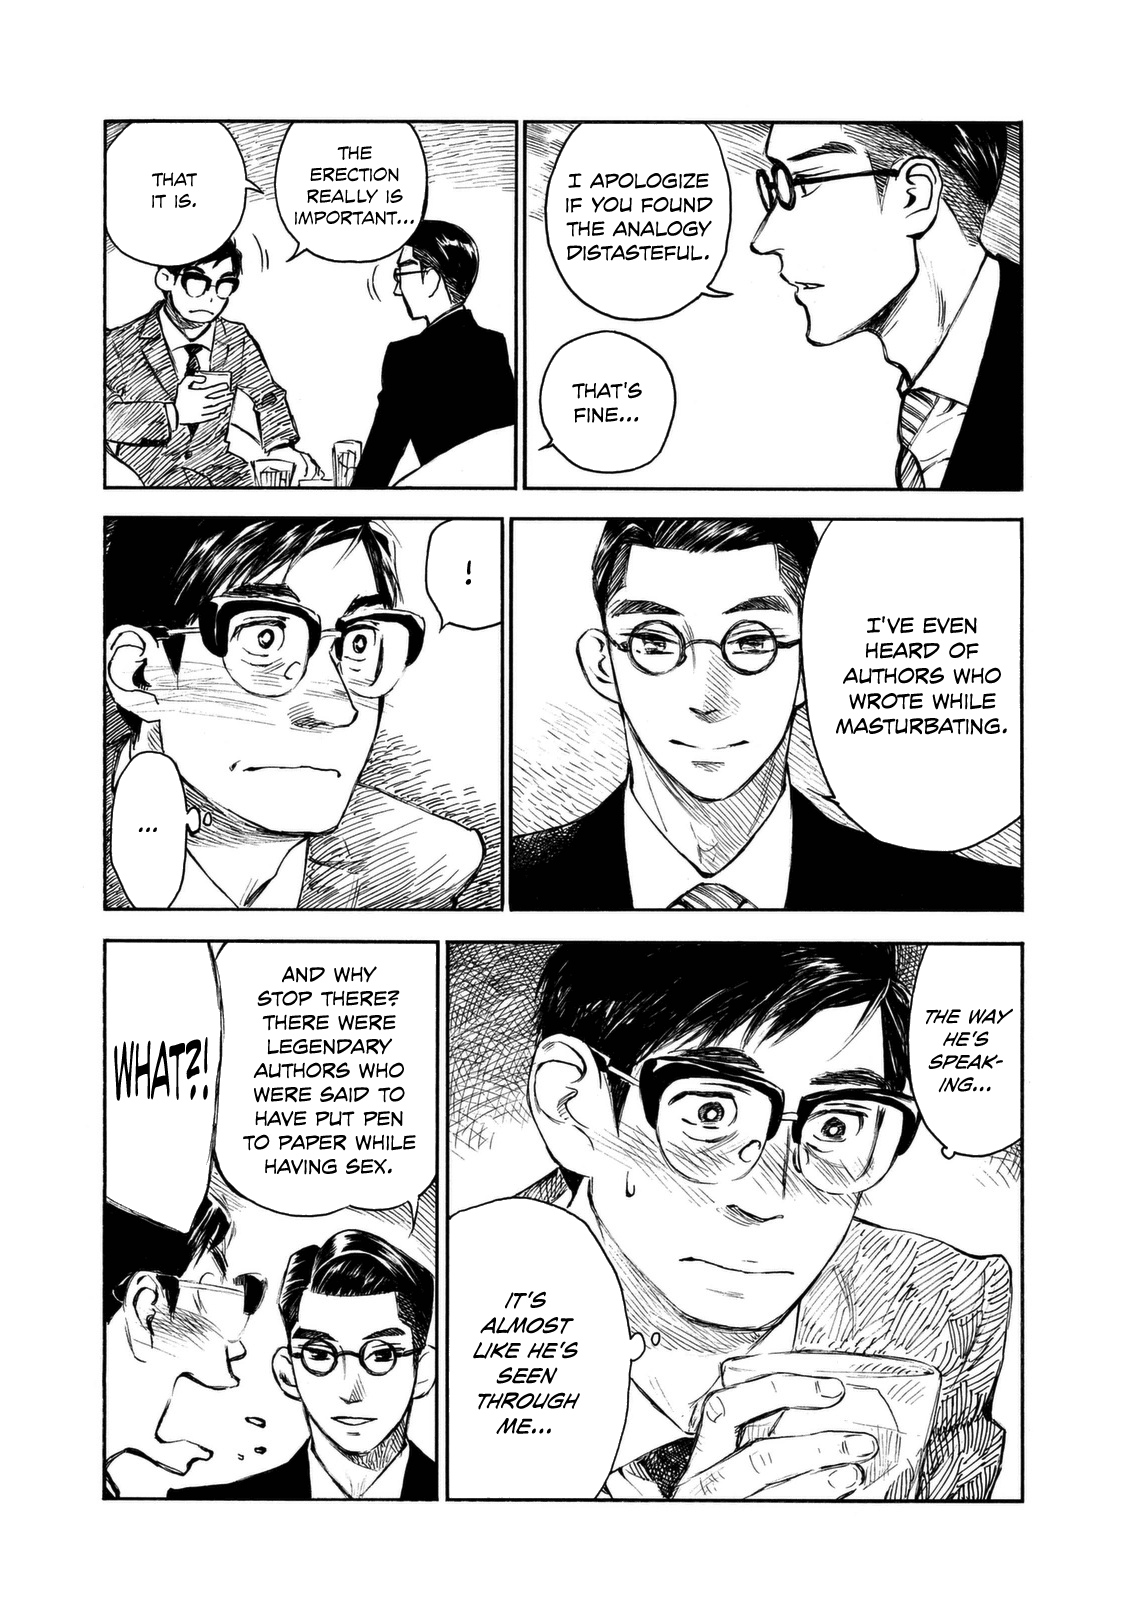 I APOLOGIZE
IF YOU FOUND
THE ANALOGY
DISTASTEFUL.
THAT'S
FINE...
THE
ERECTION
REALLY IS
IMPORTANT...
THAT
IT IS.
I'VE EVEN
HEARD OF
AUTHORS WHO
WROTE WHILE
MASTURBATING.
!
...
THE WAY
HE'S
SPEAK-
ING...
IT'S
ALMOST
LIKE HE'S
SEEN
THROUGH
ME...
AND WHY
STOP THERE?
THERE WERE
LEGENDARY
AUTHORS WHO
WERE SAID TO
HAVE PUT PEN
TO PAPER WHILE
HAVING SEX.
WHAT?!